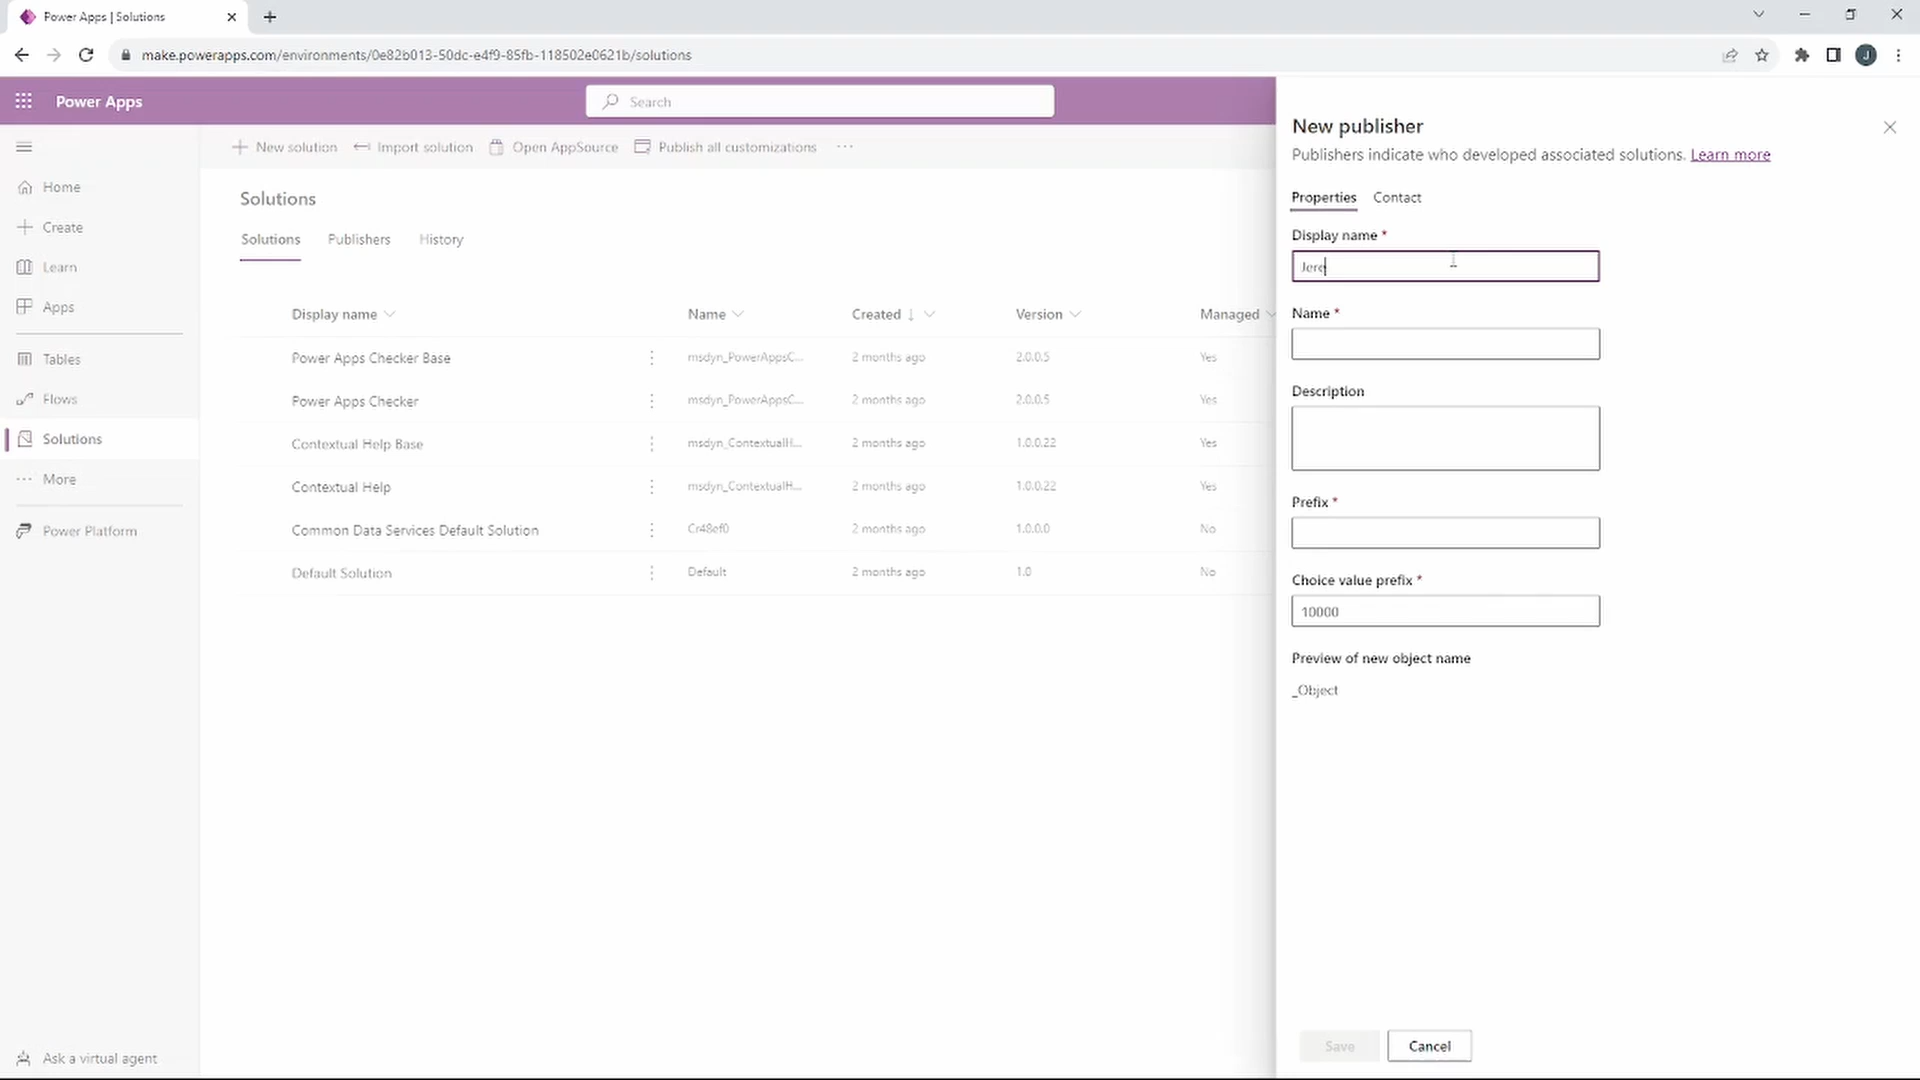 Power Apps | Solutions
make.powerapps.com/environments/0e82b013-50dc-e4f9-85fb-118502e0621b/solutions
J
Power Apps
Search
New solution
Import solution
Open AppSource
Publish all customizations
Home
Create
Learn
Apps
Tables
Flows
Solutions
More
Power Platform
Ask a virtual agent
Solutions
Solutions Publishers History
Display name Name Created Version Managed
Power Apps Checker Base msdyn_PowerAppsC... 2 months ago 2.0.0.5 Yes
Power Apps Checker msdyn_PowerAppsC... 2 months ago 2.0.0.5 Yes
Contextual Help Base msdyn_ContextualH... 2 months ago 1.0.0.22 Yes
Contextual Help msdyn_ContextualH... 2 months ago 1.0.0.22 Yes
Common Data Services Default Solution Cr48ef0 2 months ago 1.0.0.0 No
Default Solution Default 2 months ago 1.0 No
New publisher
Publishers indicate who developed associated solutions. Learn more
Properties Contact
Display name *
Jere
Name *
Description
Prefix *
Choice value prefix *
10000
Preview of new object name
_Object
Save Cancel